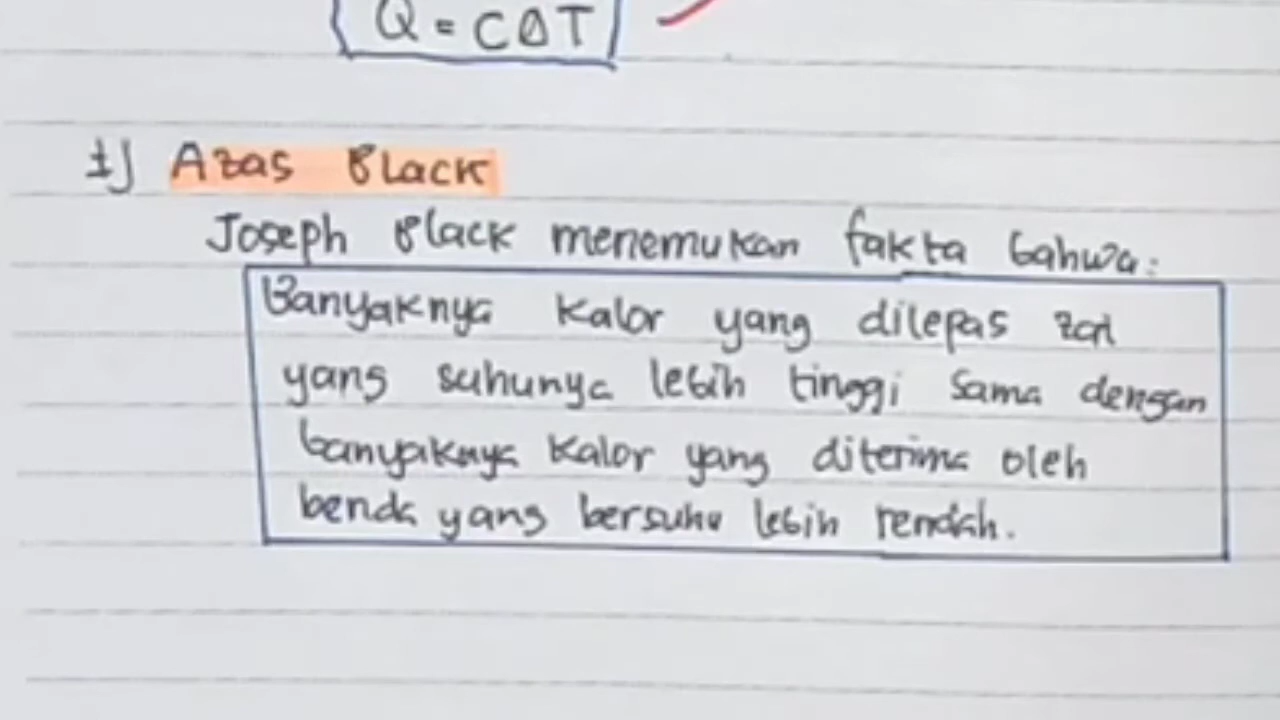 Q = CΔT
1) Azas Black
Joseph Black menemukan fakta bahwa:
Banyaknya kalor yang dilepas zat
yang suhunya lebih tinggi sama dengan
banyaknya kalor yang diterima oleh
benda yang bersuhu lebih rendah.